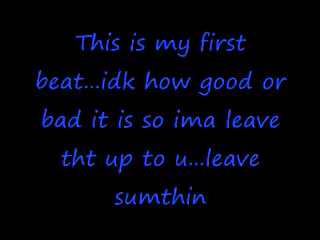 This is my first
beat...idk how good or
bad it is so ima leave
tht up to u...leave
sumthin